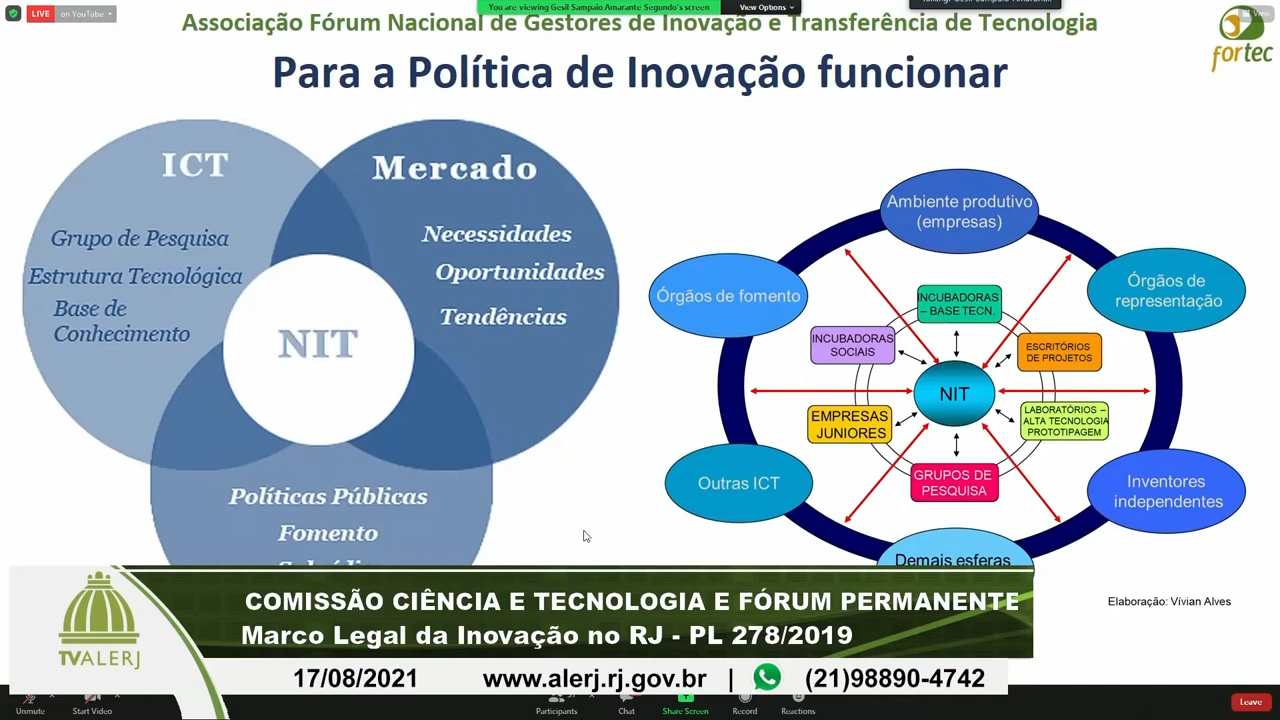 LIVE
on YouTube
You are viewing Gesil Sampaio Amarante Segundo's screen
View Options
View
Associação Fórum Nacional de Gestores de Inovação e Transferência de Tecnologia
fortec
Para a Política de Inovação funcionar
ICT
Grupo de Pesquisa
Estrutura Tecnológica
Base de
Conhecimento
Mercado
Necessidades
Oportunidades
Tendências
NIT
Políticas Públicas
Fomento
Ambiente produtivo
(empresas)
Órgãos de fomento
Órgãos de
representação
INCUBADORAS
– BASE TECN.
INCUBADORAS
SOCIAIS
ESCRITÓRIOS
DE PROJETOS
NIT
EMPRESAS
JUNIORES
LABORATÓRIOS –
ALTA TECNOLOGIA
PROTOTIPAGEM
GRUPOS DE
PESQUISA
Outras ICT
Inventores
independentes
Demais esferas
Elaboração: Vívian Alves
TVALERJ
COMISSÃO CIÊNCIA E TECNOLOGIA E FÓRUM PERMANENTE
Marco Legal da Inovação no RJ - PL 278/2019
17/08/2021 www.alerj.rj.gov.br | (21)98890-4742
Unmute
Start Video
Participants
Chat
Share Screen
Record
Reactions
Leave